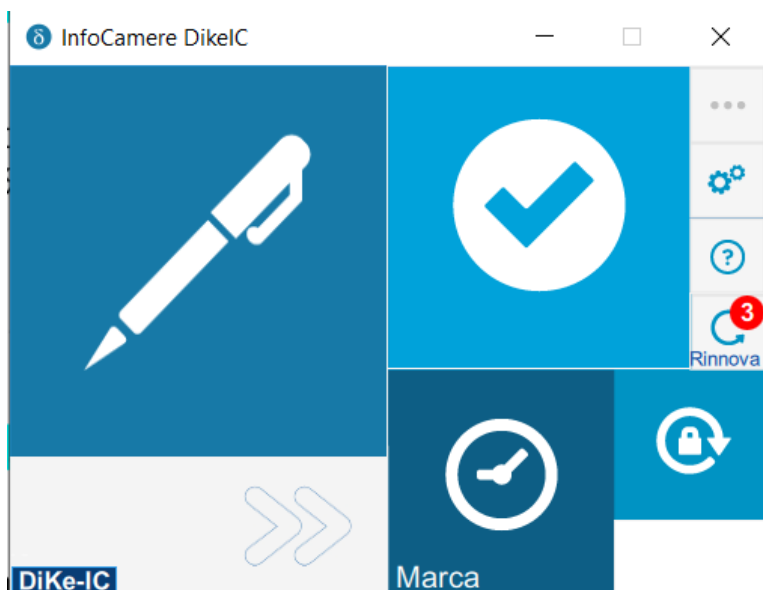 δ InfoCamere DikeIC
?
3
Rinnova
DiKe-IC
Marca